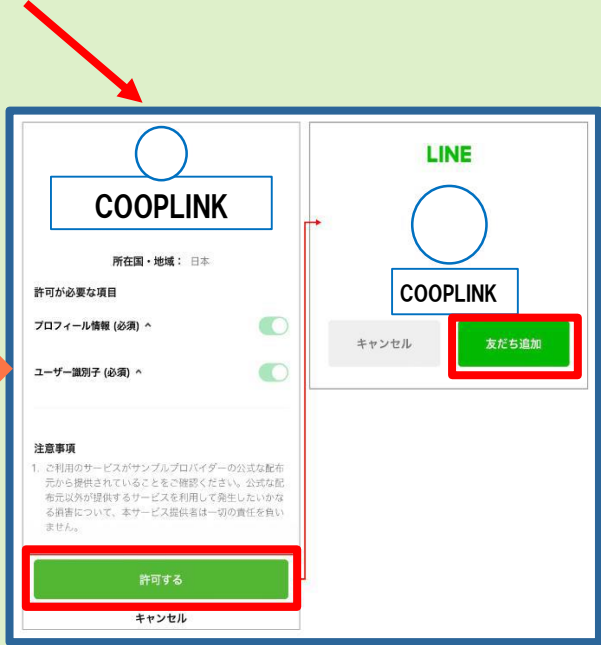 COOPLINK
所在国・地域： 日本
許可が必要な項目
プロフィール情報 (必須) ^
ユーザー識別子 (必須) ^
注意事項
1. ご利用のサービスがサンプルプロバイダーの公式な配布
元から提供されていることをご確認ください。公式な配
布元以外が提供するサービスを利用して発生したいかな
る損害について、本サービス提供者は一切の責任を負い
ません。
許可する
キャンセル
LINE
COOPLINK
キャンセル
友だち追加